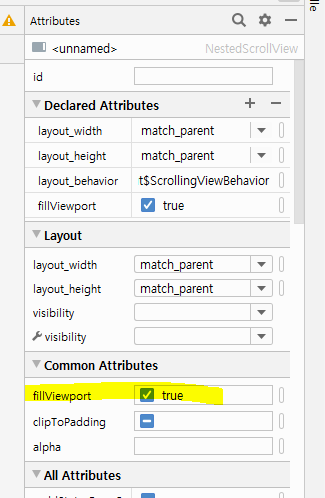 Attributes
<unnamed> NestedScrollView
id
Declared Attributes
layout_width match_parent
layout_height match_parent
layout_behavior t$ScrollingViewBehavior
fillViewport true
Layout
layout_width match_parent
layout_height match_parent
visibility
visibility
Common Attributes
fillViewport true
clipToPadding
alpha
All Attributes